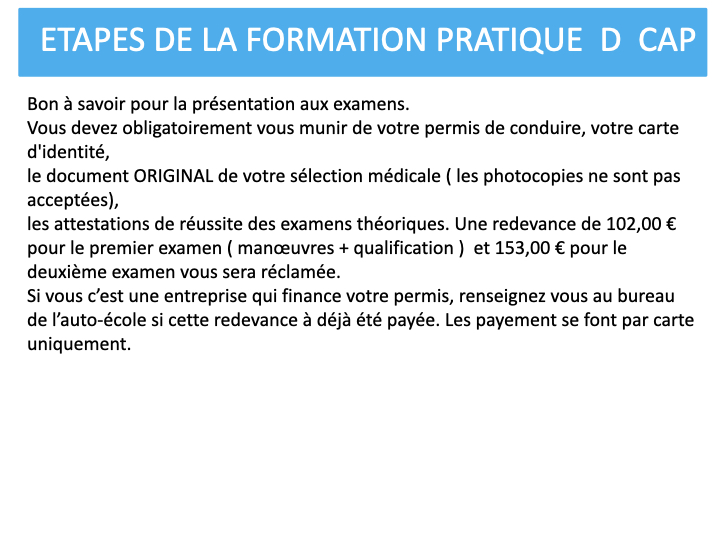 ETAPES DE LA FORMATION PRATIQUE  D  CAP
Bon à savoir pour la présentation aux examens.
Vous devez obligatoirement vous munir de votre permis de conduire, votre carte
d'identité,
le document ORIGINAL de votre sélection médicale ( les photocopies ne sont pas
acceptées),
les attestations de réussite des examens théoriques. Une redevance de 102,00 €
pour le premier examen ( manœuvres + qualification )  et 153,00 € pour le
deuxième examen vous sera réclamée.
Si vous c’est une entreprise qui finance votre permis, renseignez vous au bureau
de l’auto-école si cette redevance à déjà été payée. Les payement se font par carte
uniquement.